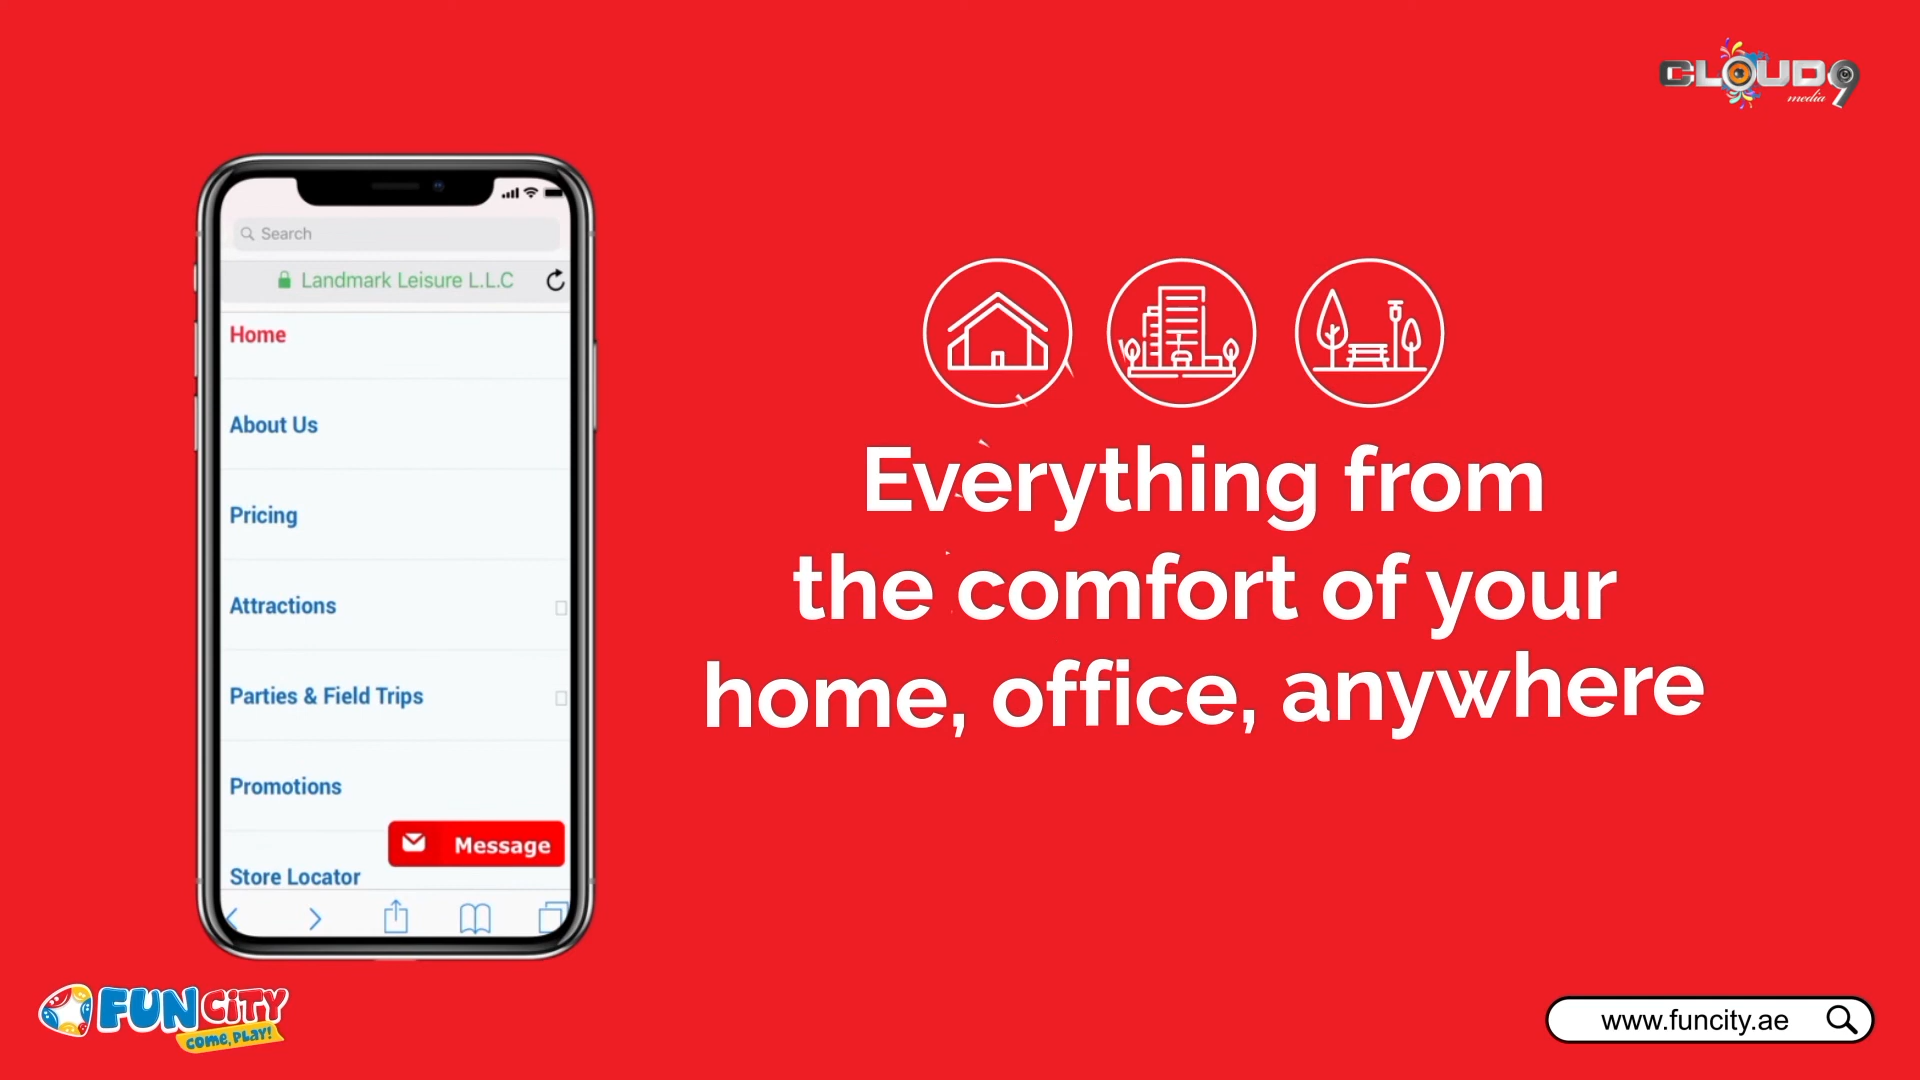 CLOUD9
media
Search
Landmark Leisure L.L.C
Home
About Us
Pricing
Attractions
Parties & Field Trips
Promotions
Message
Store Locator
Everything from
the comfort of your
home, office, anywhere
FUN CiTY
COME, PLAY!
www.funcity.ae